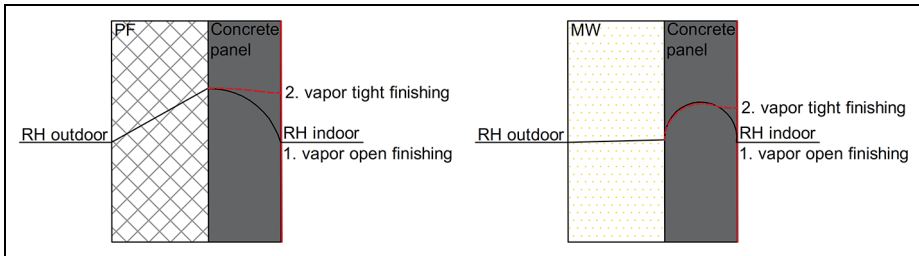 PF
Concrete
panel
2. vapor tight finishing
RH outdoor
RH indoor
1. vapor open finishing
MW
Concrete
panel
2. vapor tight finishing
RH outdoor
RH indoor
1. vapor open finishing